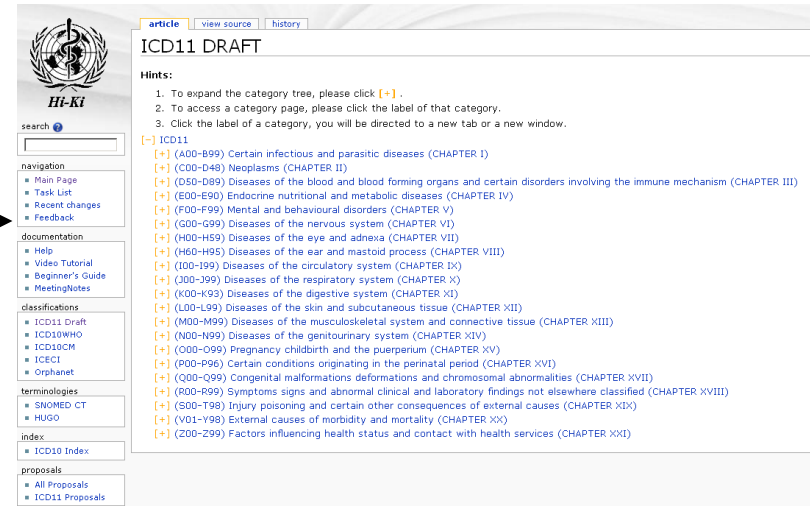 Hi-Ki
search
navigation
Main Page
Task List
Recent changes
Feedback
documentation
Help
Video Tutorial
Beginner's Guide
MeetingNotes
classifications
ICD11 Draft
ICD10WHO
ICD10CM
ICECI
Orphanet
terminologies
SNOMED CT
HUGO
index
ICD10 Index
proposals
All Proposals
ICD11 Proposals
article view source history
ICD11 DRAFT
Hints:
1. To expand the category tree, please click [+] .
2. To access a category page, please click the label of that category.
3. Click the label of a category, you will be directed to a new tab or a new window.
[−] ICD11
[+] (A00-B99) Certain infectious and parasitic diseases (CHAPTER I)
[+] (C00-D48) Neoplasms (CHAPTER II)
[+] (D50-D89) Diseases of the blood and blood forming organs and certain disorders involving the immune mechanism (CHAPTER III)
[+] (E00-E90) Endocrine nutritional and metabolic diseases (CHAPTER IV)
[+] (F00-F99) Mental and behavioural disorders (CHAPTER V)
[+] (G00-G99) Diseases of the nervous system (CHAPTER VI)
[+] (H00-H59) Diseases of the eye and adnexa (CHAPTER VII)
[+] (H60-H95) Diseases of the ear and mastoid process (CHAPTER VIII)
[+] (I00-I99) Diseases of the circulatory system (CHAPTER IX)
[+] (J00-J99) Diseases of the respiratory system (CHAPTER X)
[+] (K00-K93) Diseases of the digestive system (CHAPTER XI)
[+] (L00-L99) Diseases of the skin and subcutaneous tissue (CHAPTER XII)
[+] (M00-M99) Diseases of the musculoskeletal system and connective tissue (CHAPTER XIII)
[+] (N00-N99) Diseases of the genitourinary system (CHAPTER XIV)
[+] (O00-O99) Pregnancy childbirth and the puerperium (CHAPTER XV)
[+] (P00-P96) Certain conditions originating in the perinatal period (CHAPTER XVI)
[+] (Q00-Q99) Congenital malformations deformations and chromosomal abnormalities (CHAPTER XVII)
[+] (R00-R99) Symptoms signs and abnormal clinical and laboratory findings not elsewhere classified (CHAPTER XVIII)
[+] (S00-T98) Injury poisoning and certain other consequences of external causes (CHAPTER XIX)
[+] (V01-Y98) External causes of morbidity and mortality (CHAPTER XX)
[+] (Z00-Z99) Factors influencing health status and contact with health services (CHAPTER XXI)